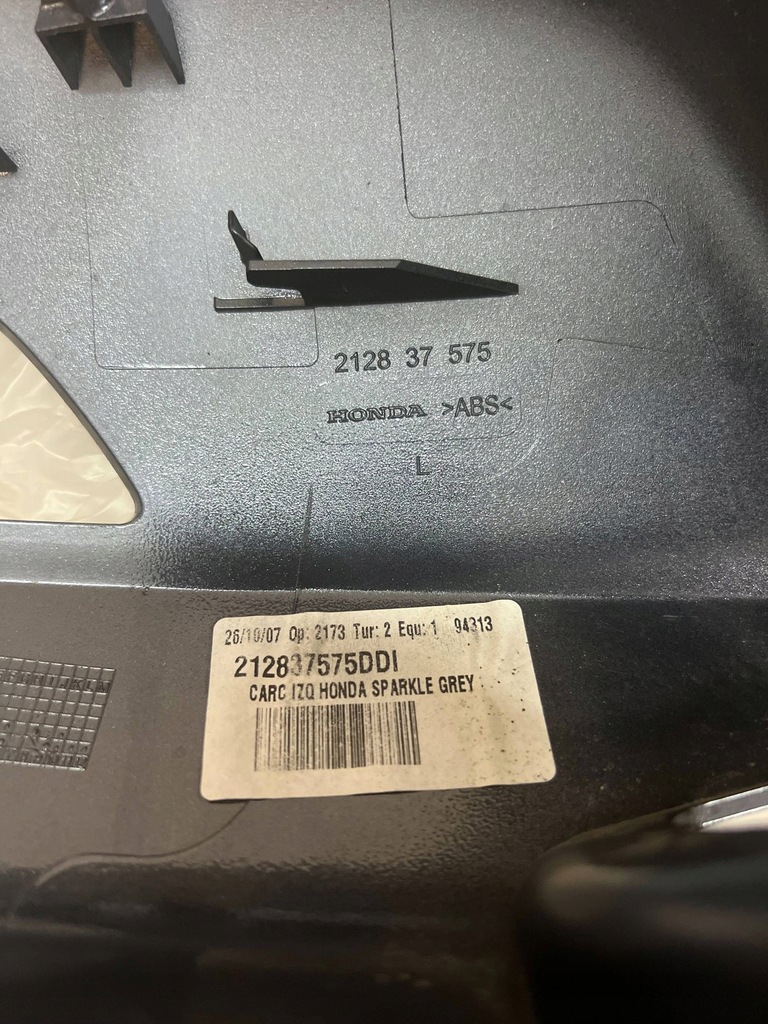 2128 37 575
HONDA >ABS<
L
26/10/07 Op: 2173 Tur: 2 Equ: 1 94313
212837575DDI
CARC IZQ HONDA SPARKLE GREY